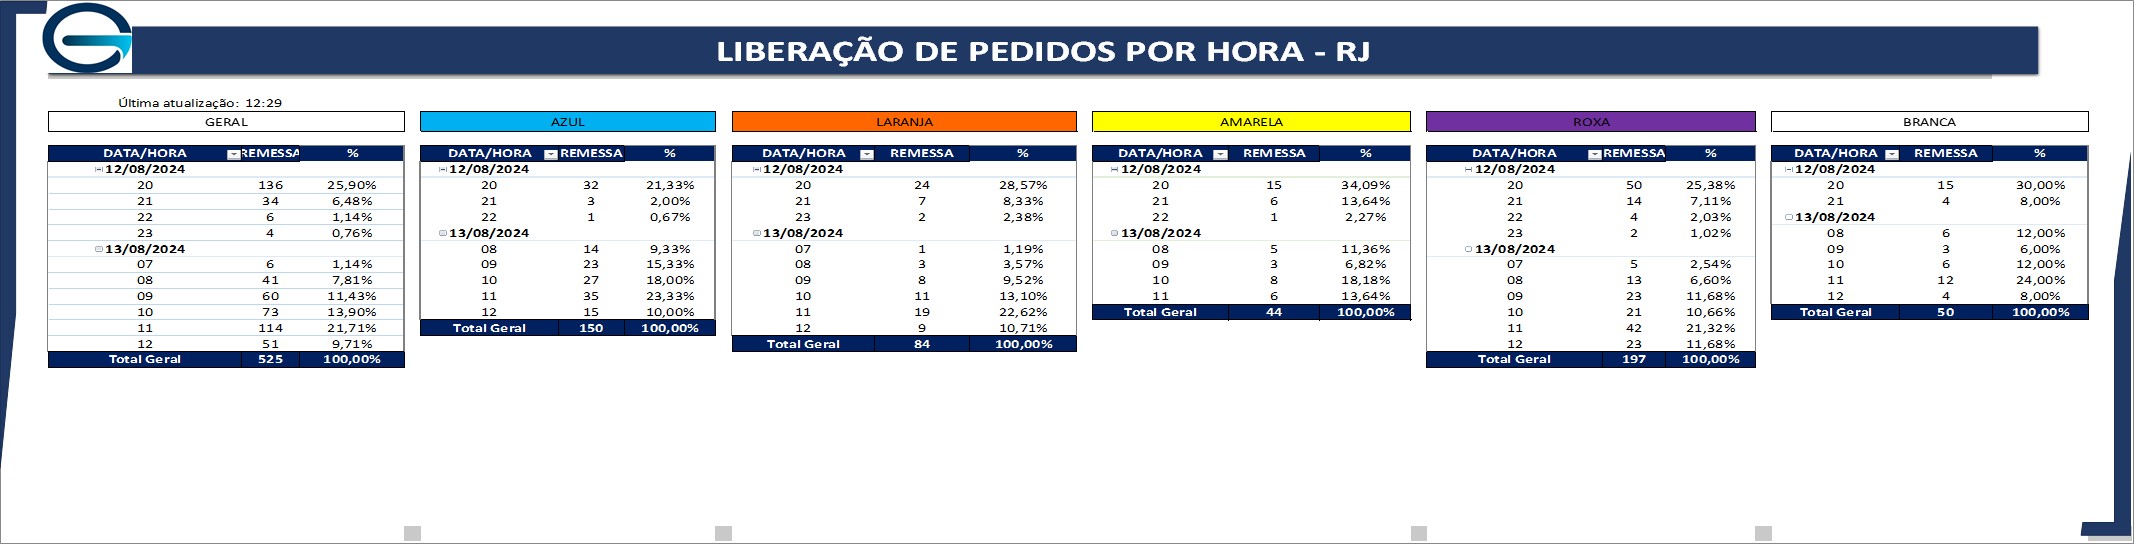 LIBERAÇÃO DE PEDIDOS POR HORA - RJ
Última atualização: 12:29
GERAL
DATA/HORA REMESSA %
12/08/2024
20 136 25,90%
21 34 6,48%
22 6 1,14%
23 4 0,76%
13/08/2024
07 6 1,14%
08 41 7,81%
09 60 11,43%
10 73 13,90%
11 114 21,71%
12 51 9,71%
Total Geral 525 100,00%
AZUL
DATA/HORA REMESSA %
12/08/2024
20 32 21,33%
21 3 2,00%
22 1 0,67%
13/08/2024
08 14 9,33%
09 23 15,33%
10 27 18,00%
11 35 23,33%
12 15 10,00%
Total Geral 150 100,00%
LARANJA
DATA/HORA REMESSA %
12/08/2024
20 24 28,57%
21 7 8,33%
23 2 2,38%
13/08/2024
07 1 1,19%
08 3 3,57%
09 8 9,52%
10 11 13,10%
11 19 22,62%
12 9 10,71%
Total Geral 84 100,00%
AMARELA
DATA/HORA REMESSA %
12/08/2024
20 15 34,09%
21 6 13,64%
22 1 2,27%
13/08/2024
08 5 11,36%
09 3 6,82%
10 8 18,18%
11 6 13,64%
Total Geral 44 100,00%
ROXA
DATA/HORA REMESSA %
12/08/2024
20 50 25,38%
21 14 7,11%
22 4 2,03%
23 2 1,02%
13/08/2024
07 5 2,54%
08 13 6,60%
09 23 11,68%
10 21 10,66%
11 42 21,32%
12 23 11,68%
Total Geral 197 100,00%
BRANCA
DATA/HORA REMESSA %
12/08/2024
20 15 30,00%
21 4 8,00%
13/08/2024
08 6 12,00%
09 3 6,00%
10 6 12,00%
11 12 24,00%
12 4 8,00%
Total Geral 50 100,00%